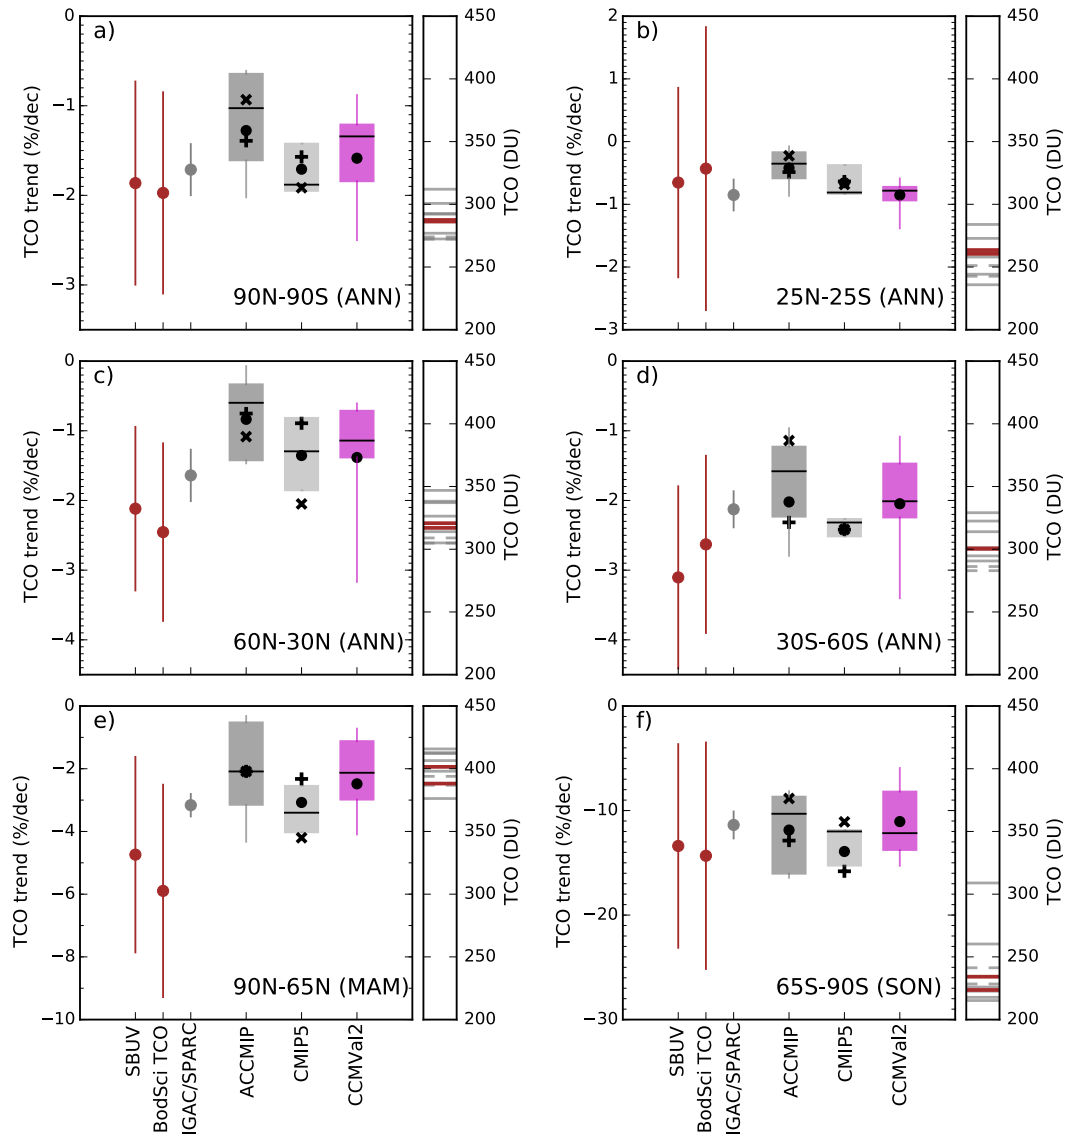 a)
0
−1
−2
−3
TCO trend (%/dec)
90N-90S (ANN)
450
400
350
300
250
200
TCO (DU)
b)
2
1
0
−1
−2
−3
TCO trend (%/dec)
25N-25S (ANN)
450
400
350
300
250
200
TCO (DU)
c)
0
−1
−2
−3
−4
TCO trend (%/dec)
60N-30N (ANN)
450
400
350
300
250
200
TCO (DU)
d)
0
−1
−2
−3
−4
TCO trend (%/dec)
30S-60S (ANN)
450
400
350
300
250
200
TCO (DU)
e)
0
−2
−4
−6
−8
−10
TCO trend (%/dec)
90N-65N (MAM)
SBUV
BodSci TCO
IGAC/SPARC
ACCMIP
CMIP5
CCMVal2
450
400
350
300
250
200
TCO (DU)
f)
0
−10
−20
−30
TCO trend (%/dec)
65S-90S (SON)
SBUV
BodSci TCO
IGAC/SPARC
ACCMIP
CMIP5
CCMVal2
450
400
350
300
250
200
TCO (DU)